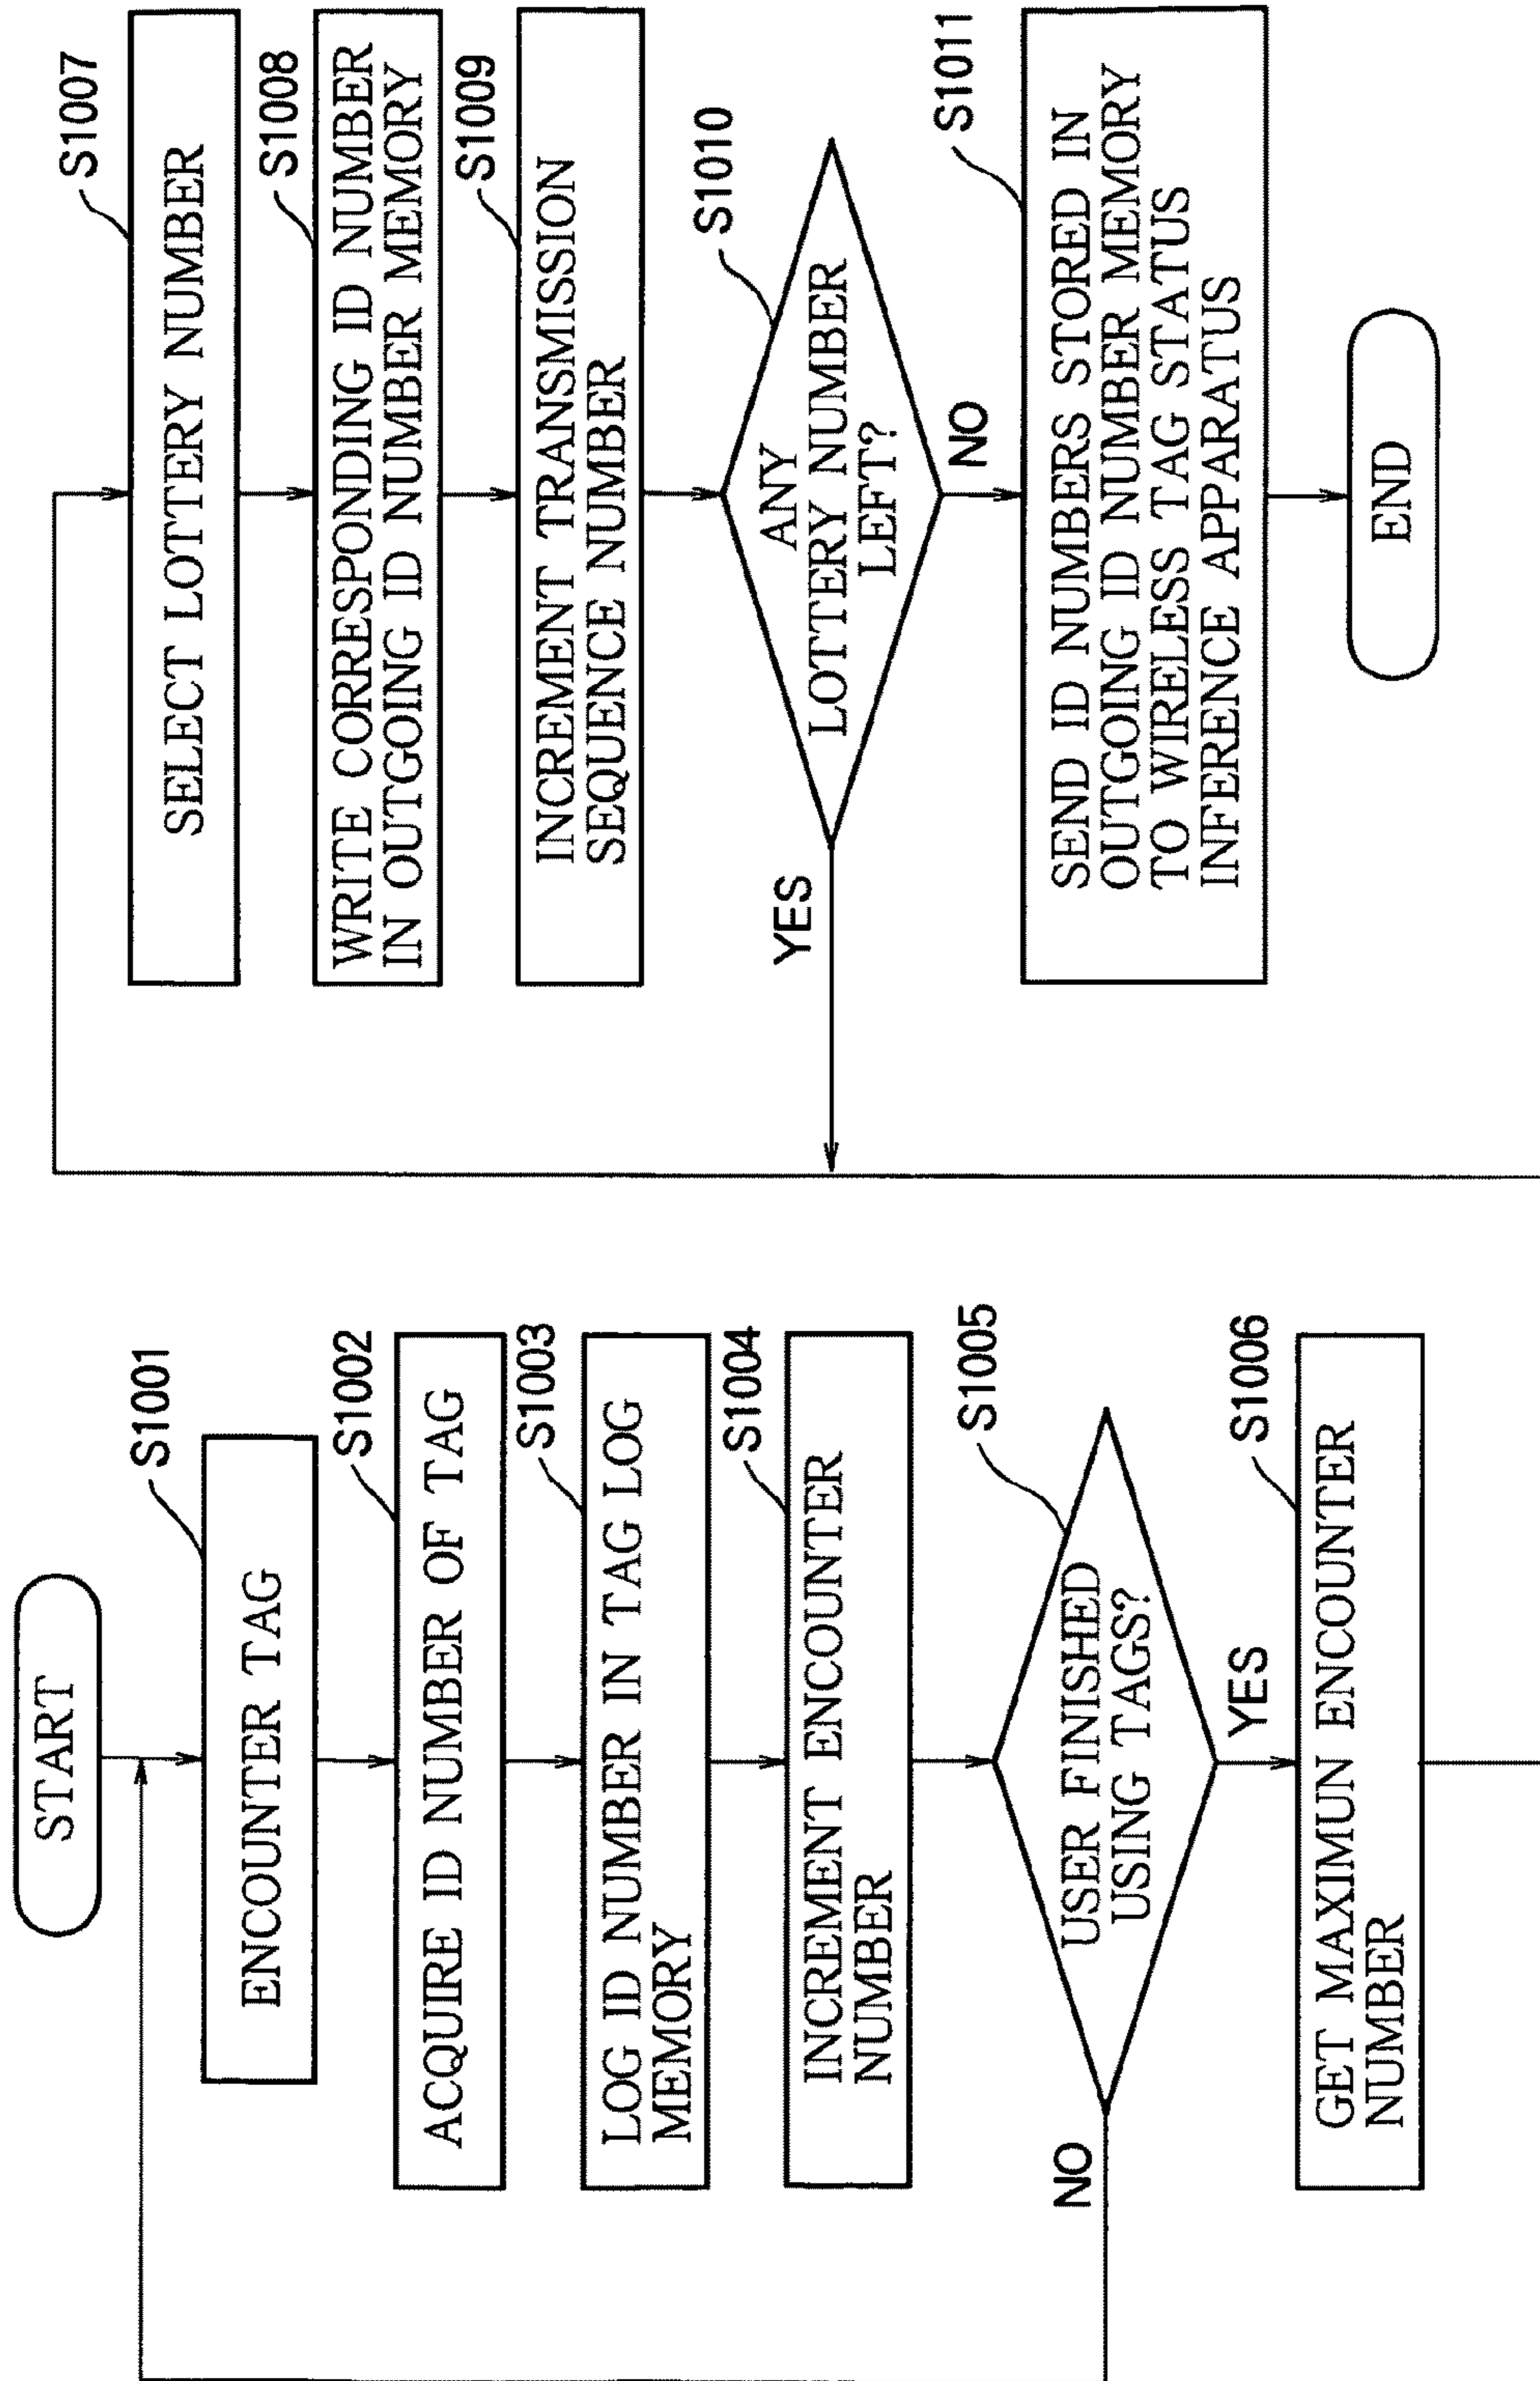 START
S1001
ENCOUNTER TAG
S1002
ACQUIRE ID NUMBER OF TAG
S1003
LOG ID NUMBER IN TAG LOG
MEMORY
S1004
INCREMENT ENCOUNTER
NUMBER
S1005
USER FINISHED
USING TAGS?
NO
YES
S1006
GET MAXIMUN ENCOUNTER
NUMBER
S1007
SELECT LOTTERY NUMBER
S1008
WRITE CORRESPONDING ID NUMBER
IN OUTGOING ID NUMBER MEMORY
S1009
INCREMENT TRANSMISSION
SEQUENCE NUMBER
S1010
ANY
LOTTERY NUMBER
LEFT?
YES
NO
S1011
SEND ID NUMBERS STORED IN
OUTGOING ID NUMBER MEMORY
TO WIRELESS TAG STATUS
INFERENCE APPARATUS
END